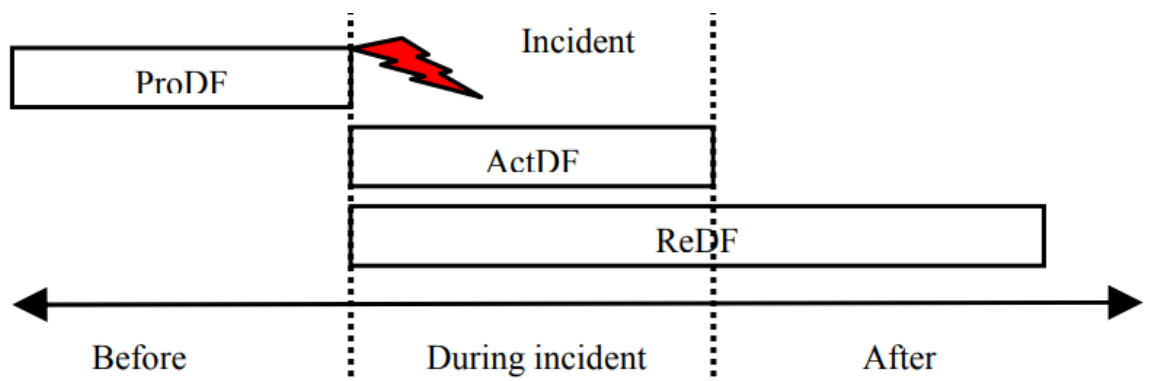 Incident
ProDF
ActDF
ReDF
Before
During incident
After